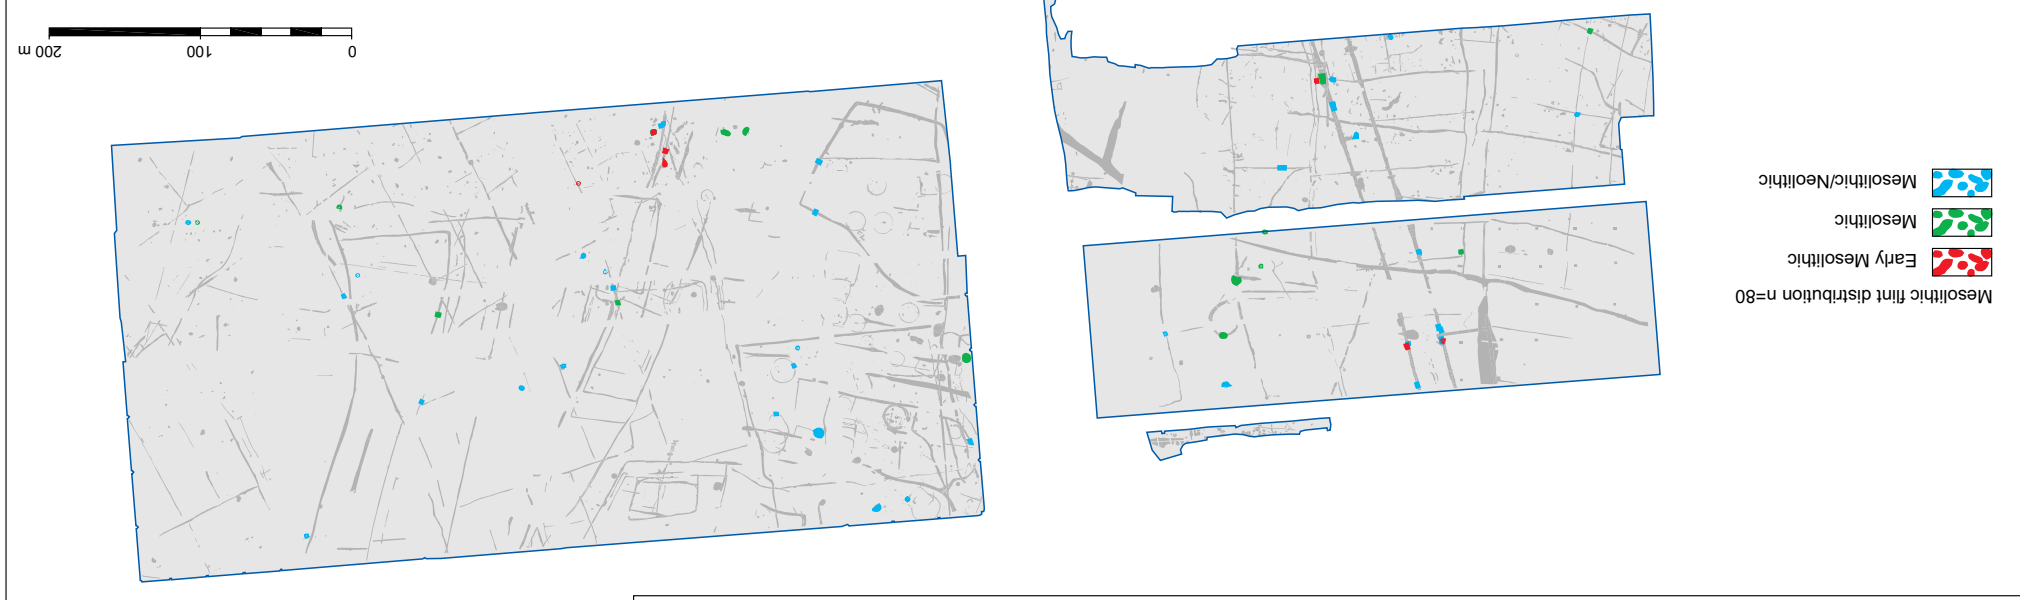 Mesolithic flint distribution n=80
Early Mesolithic
Mesolithic
Mesolithic/Neolithic
0 100 200 m